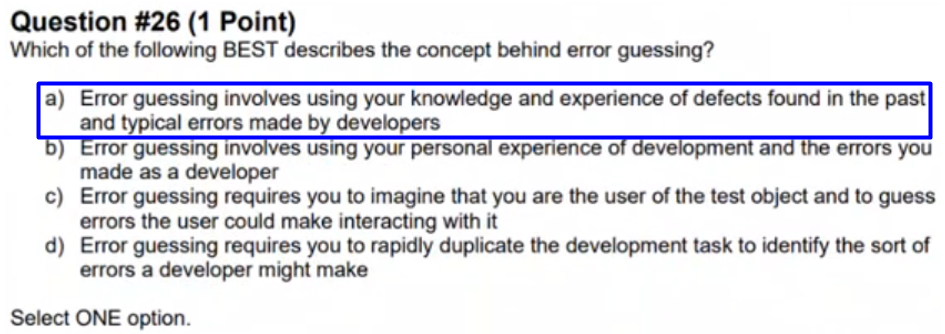 Question #26 (1 Point)
Which of the following BEST describes the concept behind error guessing?
a) Error guessing involves using your knowledge and experience of defects found in the past
and typical errors made by developers
b) Error guessing involves using your personal experience of development and the errors you
made as a developer
c) Error guessing requires you to imagine that you are the user of the test object and to guess
errors the user could make interacting with it
d) Error guessing requires you to rapidly duplicate the development task to identify the sort of
errors a developer might make
Select ONE option.